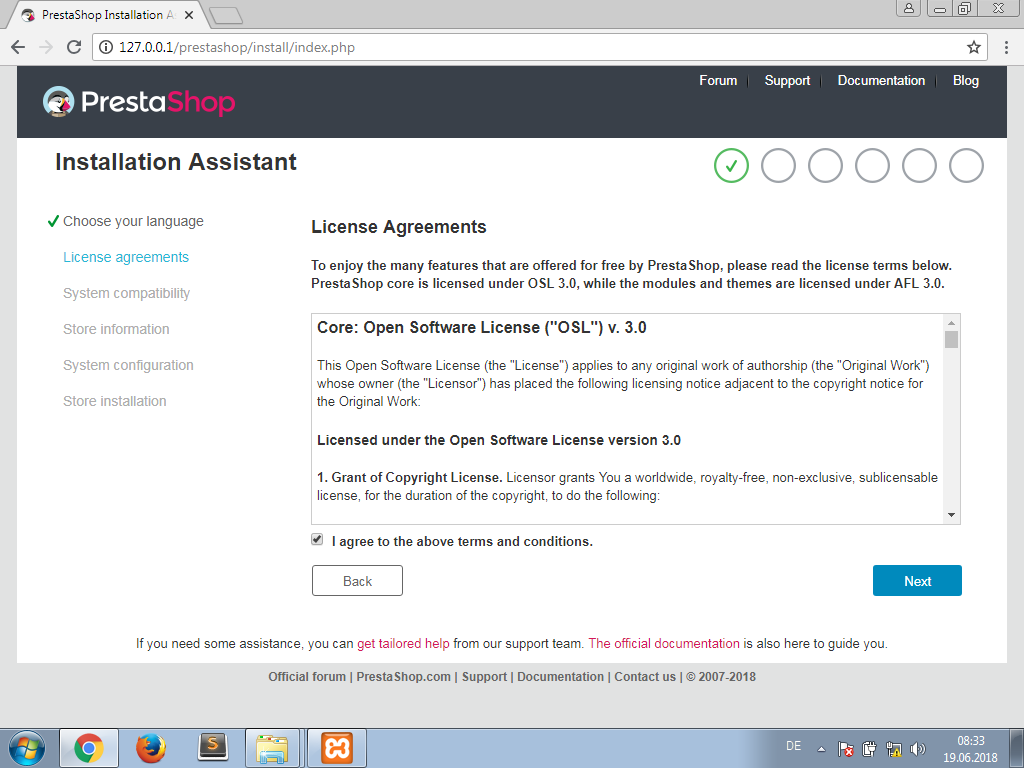 PrestaShop Installation A
127.0.0.1/prestashop/install/index.php
PrestaShop
Forum
Support
Documentation
Blog
Installation Assistant
Choose your language
License agreements
System compatibility
Store information
System configuration
Store installation
License Agreements
To enjoy the many features that are offered for free by PrestaShop, please read the license terms below.
PrestaShop core is licensed under OSL 3.0, while the modules and themes are licensed under AFL 3.0.
Core: Open Software License ("OSL") v. 3.0
This Open Software License (the "License") applies to any original work of authorship (the "Original Work")
whose owner (the "Licensor") has placed the following licensing notice adjacent to the copyright notice for
the Original Work:
Licensed under the Open Software License version 3.0
1. Grant of Copyright License. Licensor grants You a worldwide, royalty-free, non-exclusive, sublicensable
license, for the duration of the copyright, to do the following:
I agree to the above terms and conditions.
Back
Next
If you need some assistance, you can get tailored help from our support team. The official documentation is also here to guide you.
Official forum | PrestaShop.com | Support | Documentation | Contact us | © 2007-2018
DE
08:33
19.06.2018